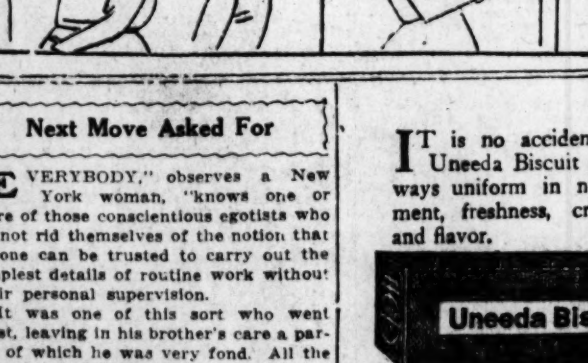 Next Move Asked For
EVERYBODY," observes a New
York woman, "knows one or
re of those conscientious egotists who
not rid themselves of the notion that
one can be trusted to carry out the
plest details of routine work without
ir personal supervision.
It was one of this sort who went
st, leaving in his brother's care a par-
of which he was very fond. All the
IT is no acciden
Uneeda Biscuit
ways uniform in n
ment, freshness, cr
and flavor.
Uneeda Bis